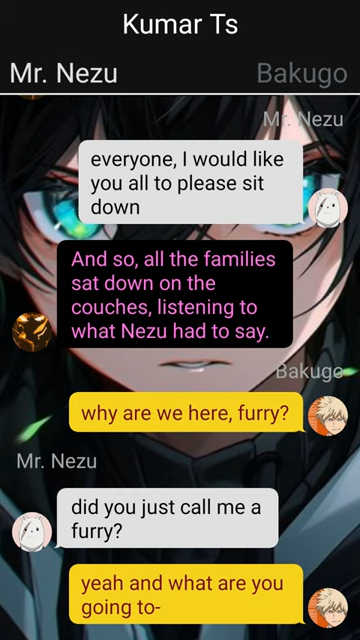 Kumar Ts
Mr. Nezu
Bakugo
Mr. Nezu
everyone, I would like
you all to please sit
down
And so, all the families
sat down on the
couches, listening to
what Nezu had to say.
Bakugo
why are we here, furry?
Mr. Nezu
did you just call me a
furry?
yeah and what are you
going to-